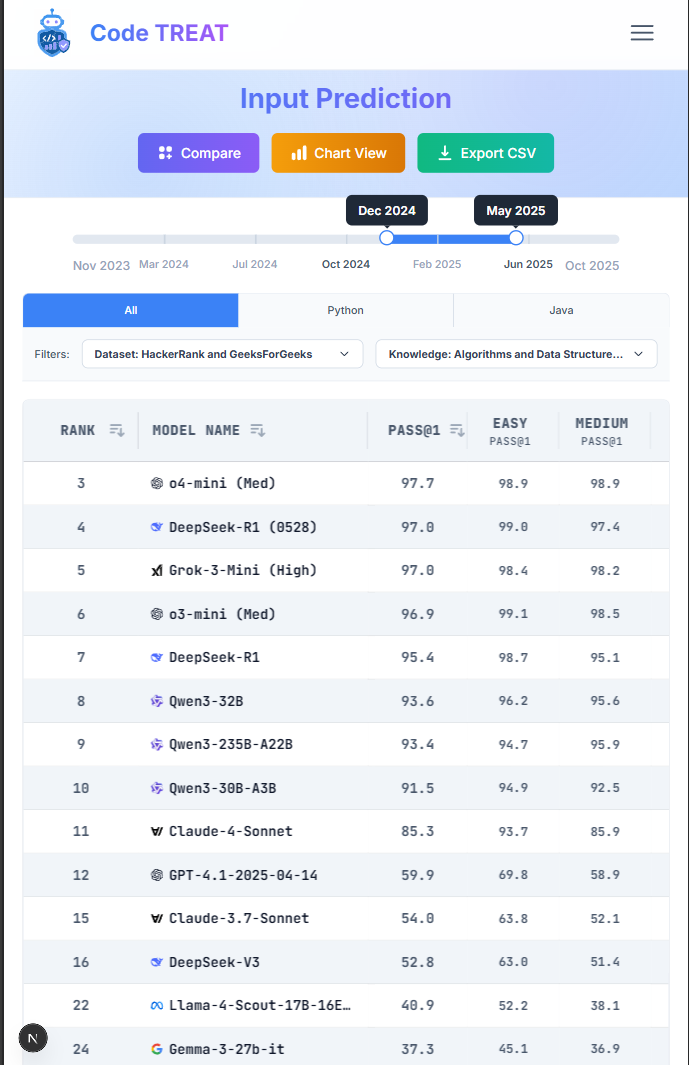 Code TREAT
Input Prediction
Compare
Chart View
Export CSV
Dec 2024 May 2025
Nov 2023 Mar 2024 Jul 2024 Oct 2024 Feb 2025 Jun 2025 Oct 2025
All Python Java
Filters: Dataset: HackerRank and GeeksForGeeks Knowledge: Algorithms and Data Structure...
RANK MODEL NAME PASS@1 EASY PASS@1 MEDIUM PASS@1
3 o4-mini (Med) 97.7 98.9 98.9
4 DeepSeek-R1 (0528) 97.0 99.0 97.4
5 Grok-3-Mini (High) 97.0 98.4 98.2
6 o3-mini (Med) 96.9 99.1 98.5
7 DeepSeek-R1 95.4 98.7 95.1
8 Qwen3-32B 93.6 96.2 95.6
9 Qwen3-235B-A22B 93.4 94.7 95.9
10 Qwen3-30B-A3B 91.5 94.9 92.5
11 Claude-4-Sonnet 85.3 93.7 85.9
12 GPT-4.1-2025-04-14 59.9 69.8 58.9
15 Claude-3.7-Sonnet 54.0 63.8 52.1
16 DeepSeek-V3 52.8 63.0 51.4
22 Llama-4-Scout-17B-16E… 40.9 52.2 38.1
N
24 Gemma-3-27b-it 37.3 45.1 36.9